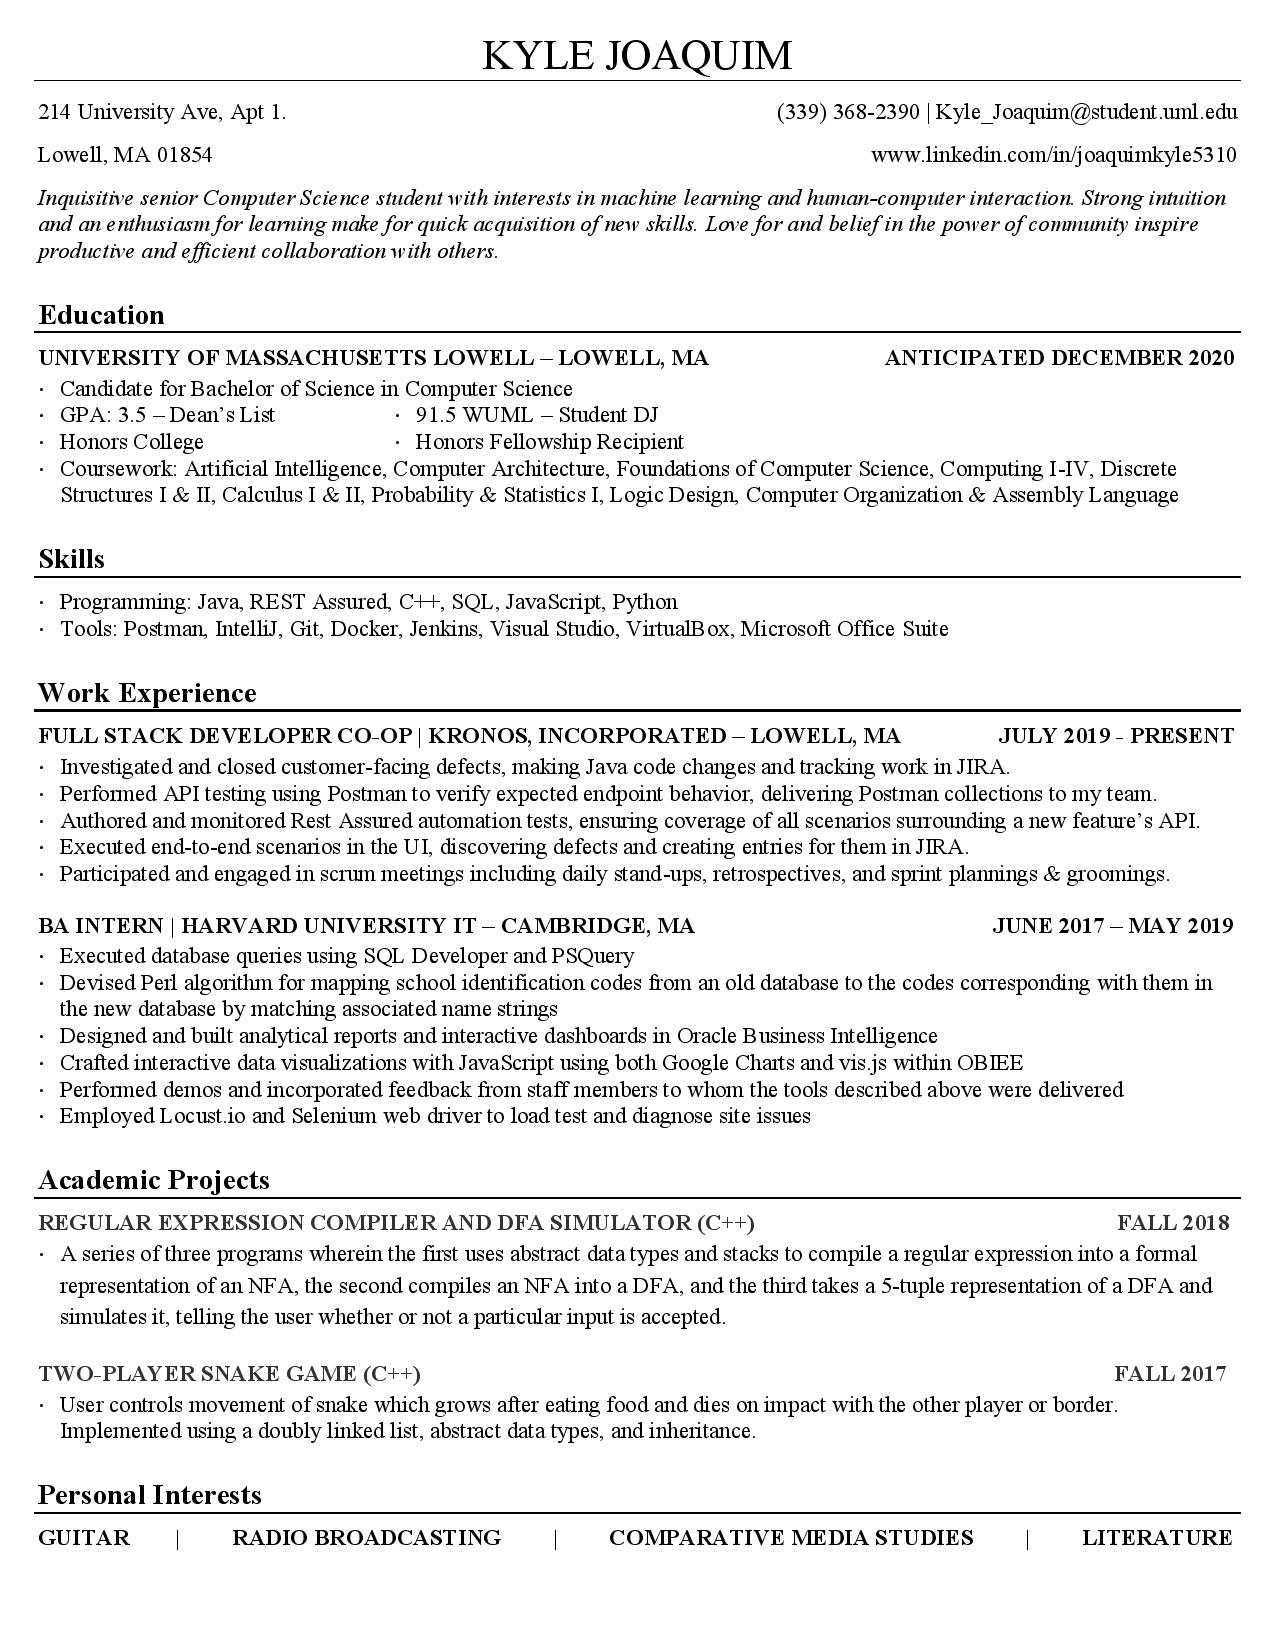 KYLE JOAQUIM
214 University Ave, Apt 1. (339) 368-2390 | Kyle_Joaquim@student.uml.edu
Lowell, MA 01854 www.linkedin.com/in/joaquimkyle5310
Inquisitive senior Computer Science student with interests in machine learning and human-computer interaction. Strong intuition
and an enthusiasm for learning make for quick acquisition of new skills. Love for and belief in the power of community inspire
productive and efficient collaboration with others.
Education
UNIVERSITY OF MASSACHUSETTS LOWELL – LOWELL, MA ANTICIPATED DECEMBER 2020
· Candidate for Bachelor of Science in Computer Science
· GPA: 3.5 – Dean's List · 91.5 WUML – Student DJ
· Honors College · Honors Fellowship Recipient
· Coursework: Artificial Intelligence, Computer Architecture, Foundations of Computer Science, Computing I-IV, Discrete
Structures I & II, Calculus I & II, Probability & Statistics I, Logic Design, Computer Organization & Assembly Language
Skills
· Programming: Java, REST Assured, C++, SQL, JavaScript, Python
· Tools: Postman, IntelliJ, Git, Docker, Jenkins, Visual Studio, VirtualBox, Microsoft Office Suite
Work Experience
FULL STACK DEVELOPER CO-OP | KRONOS, INCORPORATED – LOWELL, MA JULY 2019 - PRESENT
· Investigated and closed customer-facing defects, making Java code changes and tracking work in JIRA.
· Performed API testing using Postman to verify expected endpoint behavior, delivering Postman collections to my team.
· Authored and monitored Rest Assured automation tests, ensuring coverage of all scenarios surrounding a new feature's API.
· Executed end-to-end scenarios in the UI, discovering defects and creating entries for them in JIRA.
· Participated and engaged in scrum meetings including daily stand-ups, retrospectives, and sprint plannings & groomings.
BA INTERN | HARVARD UNIVERSITY IT – CAMBRIDGE, MA JUNE 2017 – MAY 2019
· Executed database queries using SQL Developer and PSQuery
· Devised Perl algorithm for mapping school identification codes from an old database to the codes corresponding with them in
the new database by matching associated name strings
· Designed and built analytical reports and interactive dashboards in Oracle Business Intelligence
· Crafted interactive data visualizations with JavaScript using both Google Charts and vis.js within OBIEE
· Performed demos and incorporated feedback from staff members to whom the tools described above were delivered
· Employed Locust.io and Selenium web driver to load test and diagnose site issues
Academic Projects
REGULAR EXPRESSION COMPILER AND DFA SIMULATOR (C++) FALL 2018
· A series of three programs wherein the first uses abstract data types and stacks to compile a regular expression into a formal
representation of an NFA, the second compiles an NFA into a DFA, and the third takes a 5-tuple representation of a DFA and
simulates it, telling the user whether or not a particular input is accepted.
TWO-PLAYER SNAKE GAME (C++) FALL 2017
· User controls movement of snake which grows after eating food and dies on impact with the other player or border.
Implemented using a doubly linked list, abstract data types, and inheritance.
Personal Interests
GUITAR | RADIO BROADCASTING | COMPARATIVE MEDIA STUDIES | LITERATURE